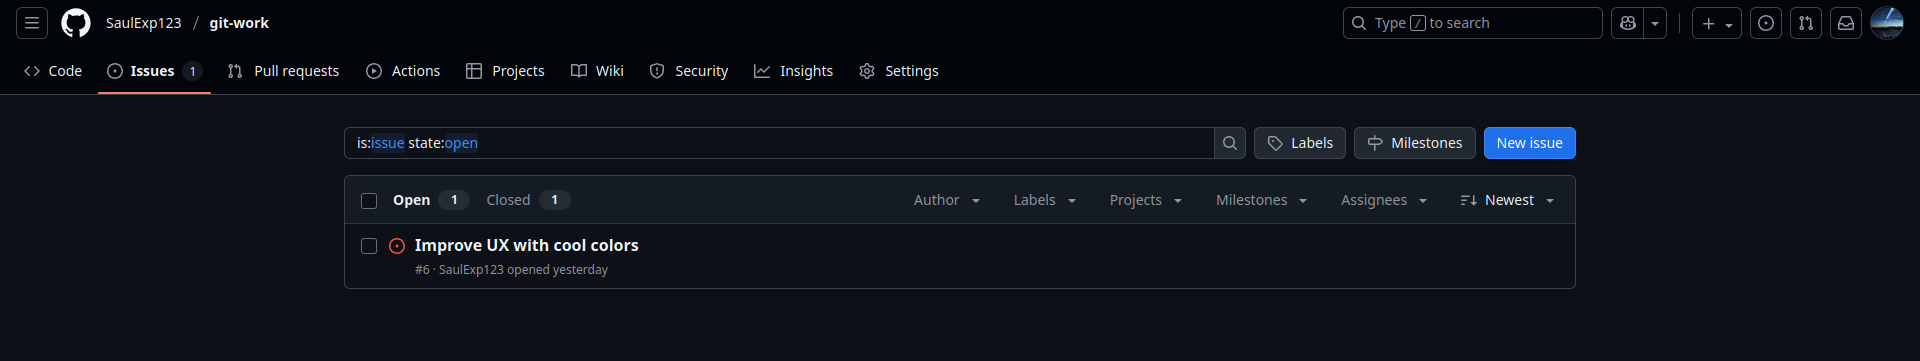 SaulExp123 / git-work Type / to search
Code Issues 1 Pull requests Actions Projects Wiki Security Insights Settings
is:issue state:open Labels Milestones New issue
Open 1 Closed 1 Author Labels Projects Milestones Assignees Newest
Improve UX with cool colors
#6 · SaulExp123 opened yesterday